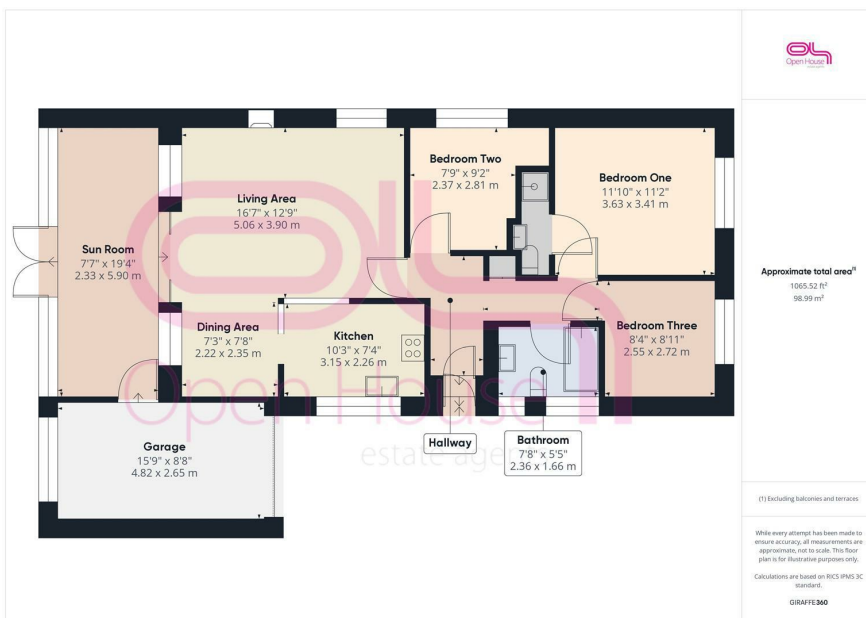 Open House
Bedroom Two
7'9" x 9'2"
2.37 x 2.81 m
Bedroom One
11'10" x 11'2"
3.63 x 3.41 m
Living Area
16'7" x 12'9"
5.06 x 3.90 m
Sun Room
7'7" x 19'4"
2.33 x 5.90 m
Dining Area
7'3" x 7'8"
2.22 x 2.35 m
Kitchen
10'3" x 7'4"
3.15 x 2.26 m
Bedroom Three
8'4" x 8'11"
2.55 x 2.72 m
Hallway
Bathroom
7'8" x 5'5"
2.36 x 1.66 m
Garage
15'9" x 8'8"
4.82 x 2.65 m
Open House
estate age
Approximate total area(1)
1065.52 ft²
98.99 m²
(1) Excluding balconies and terraces
While every attempt has been made to
ensure accuracy, all measurements are
approximate, not to scale. This floor
plan is for illustrative purposes only.
Calculations are based on RICS IPMS 3C
standard.
GIRAFFE360